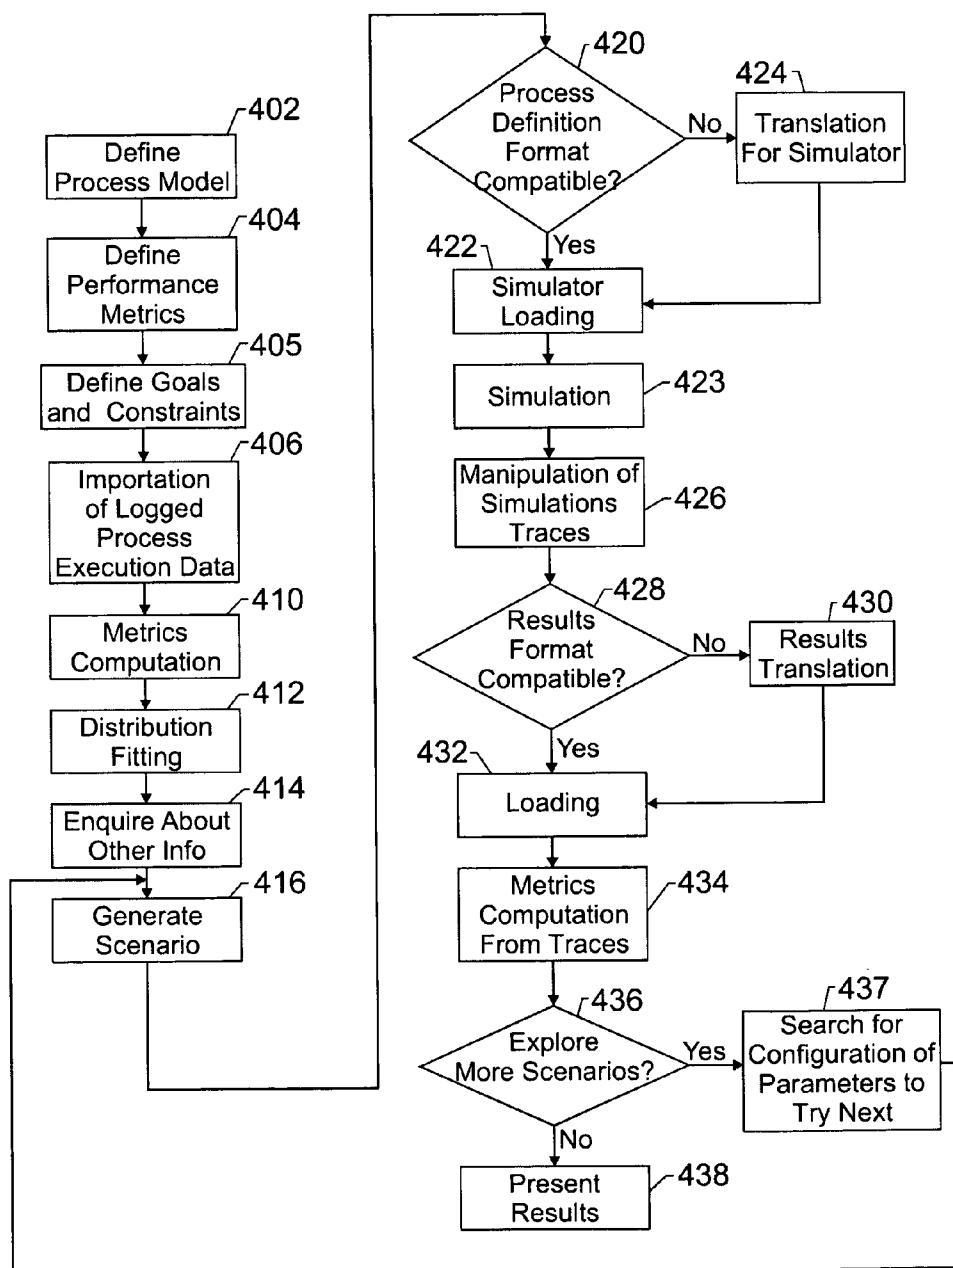 402
Define
Process Model
404
Define
Performance
Metrics
405
Define Goals
and Constraints
406
Importation
of Logged
Process
Execution Data
410
Metrics
Computation
412
Distribution
Fitting
414
Enquire About
Other Info
416
Generate
Scenario
420
Process
Definition
Format
Compatible?
No
424
Translation
For Simulator
Yes
422
Simulator
Loading
423
Simulation
Manipulation of
Simulations
Traces
426
428
Results
Format
Compatible?
No
430
Results
Translation
Yes
432
Loading
Metrics
Computation
From Traces
434
436
Explore
More Scenarios?
Yes
437
Search for
Configuration of
Parameters to
Try Next
No
Present
Results
438